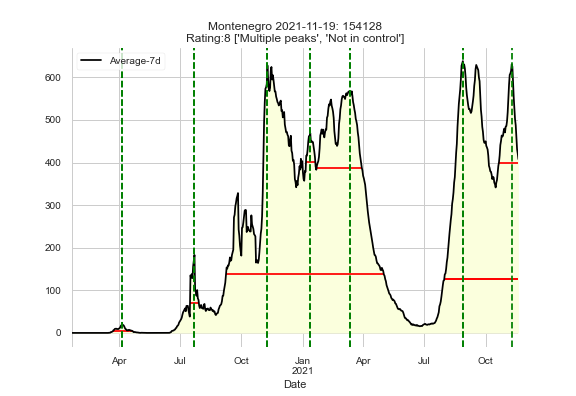 Montenegro 2021-11-19: 154128
Rating:8 ['Multiple peaks', 'Not in control']
Average-7d
600
500
400
300
200
100
0
Apr Jul Oct Jan Apr Jul Oct
2021
Date